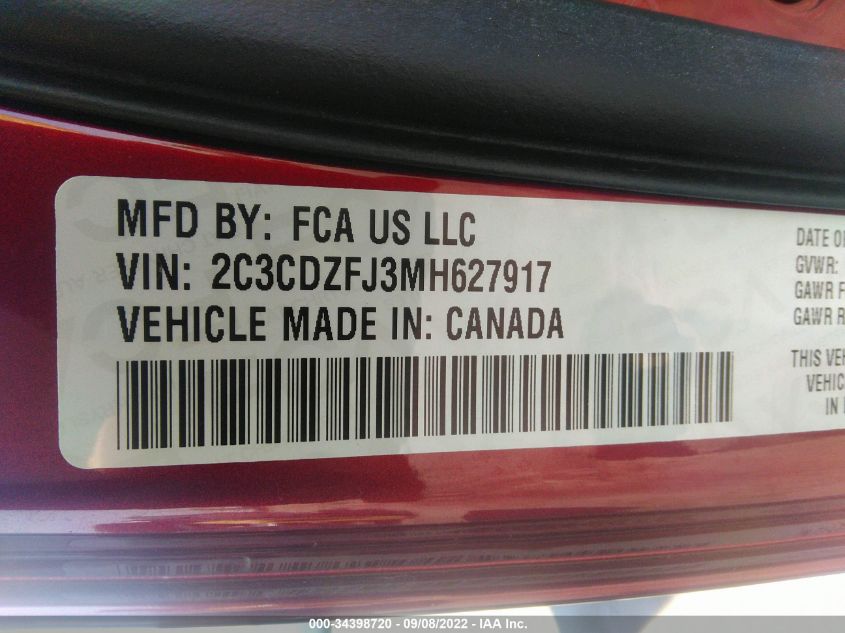 MFD BY: FCA US LLC
VIN: 2C3CDZFJ3MH627917
VEHICLE MADE IN: CANADA
DATE OF
GVWR:
GAWR F
GAWR R
THIS VEH
VEHIC
IN
000-34398720 - 09/08/2022 - IAA Inc.